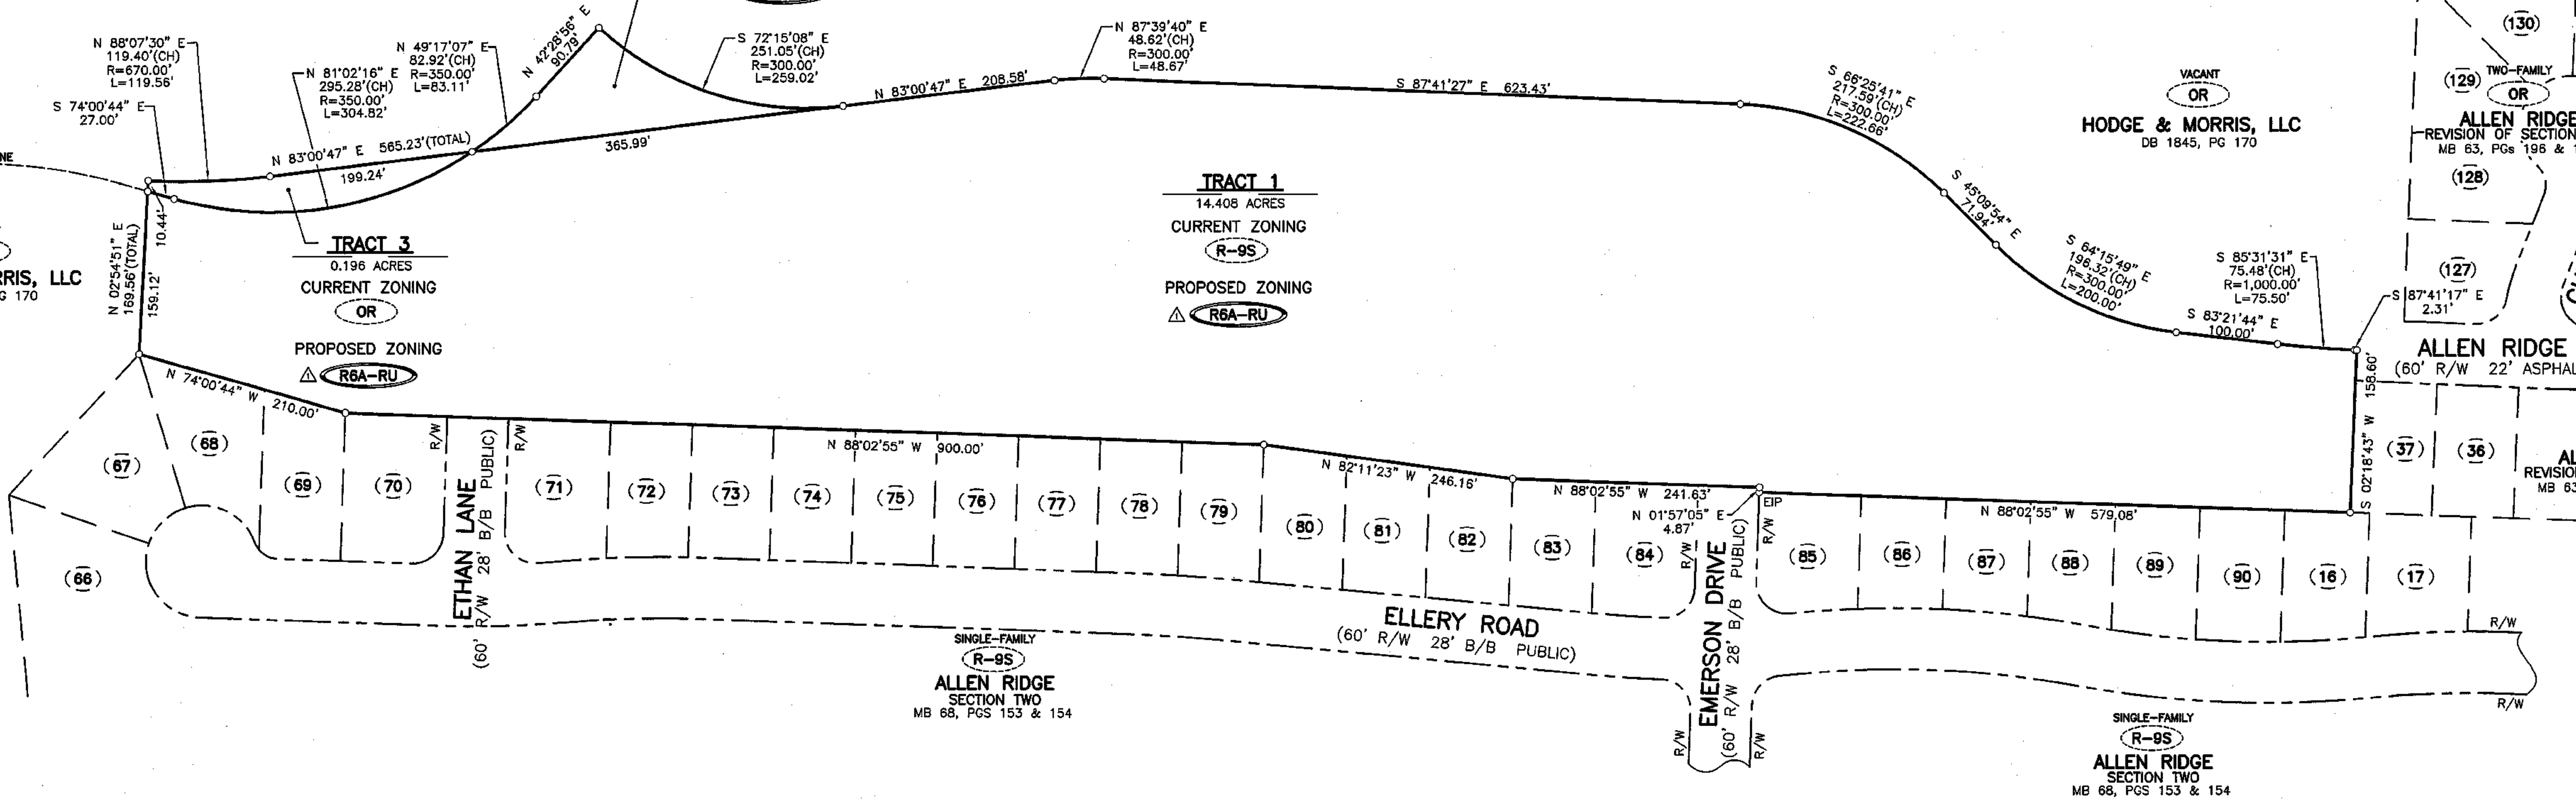 N 88°07'30" E
119.40'(CH)
R=670.00'
L=119.56'
S 74°00'44" E
27.00'
N 81°02'16" E
295.28'(CH)
R=350.00'
L=304.82'
N 49°17'07" E
82.92'(CH)
R=350.00'
L=83.11'
N 42°28'56" E
90.79'
S 72°15'08" E
251.05'(CH)
R=300.00'
L=259.02'
N 87°39'40" E
48.62'(CH)
R=300.00'
L=48.67'
N 83°00'47" E 208.58'
S 87°41'27" E 623.43'
S 66°25'41" E
217.59'(CH)
R=300.00'
L=222.66'
S 45°09'54" E
71.94'
S 64°15'49" E
196.32'(CH)
R=300.00'
L=200.00'
S 85°31'31" E
75.48'(CH)
R=1,000.00'
L=75.50'
S 83°21'44" E
100.00'
S 87°41'17" E
2.31'
N 83°00'47" E 565.23'(TOTAL)
199.24'
365.99'
10.44'
N 02°54'51" E
169.56'(TOTAL)
159.12'
NE
RRIS, LLC
G 170
TRACT 3
0.196 ACRES
CURRENT ZONING
OR
PROPOSED ZONING
1
R6A-RU
TRACT 1
14.408 ACRES
CURRENT ZONING
R-9S
PROPOSED ZONING
1
R6A-RU
VACANT
OR
HODGE & MORRIS, LLC
DB 1845, PG 170
(130)
(129)
TWO-FAMILY
OR
ALLEN RIDGE
REVISION OF SECTION
MB 63, PGs 196 & 1
(128)
(127)
ALLEN RIDGE
(60' R/W 22' ASPHAL
158.60'
S 02°18'43" W
(37)
(36)
AL
REVISION
MB 63
N 74°00'44" W 210.00'
N 88°02'55" W 900.00'
N 82°11'23" W 246.16'
N 88°02'55" W 241.63'
N 01°57'05" E
4.87'
EIP
N 88°02'55" W 579.08'
(66)
(67)
(68)
(69)
(70)
R/W
ETHAN LANE
(60' R/W 28' B/B PUBLIC)
R/W
(71)
(72)
(73)
(74)
(75)
(76)
(77)
(78)
(79)
(80)
(81)
(82)
(83)
(84)
R/W
EMERSON DRIVE
(60' R/W 28' B/B PUBLIC)
R/W
(85)
(86)
(87)
(88)
(89)
(90)
(16)
(17)
ELLERY ROAD
(60' R/W 28' B/B PUBLIC)
SINGLE-FAMILY
R-9S
ALLEN RIDGE
SECTION TWO
MB 68, PGS 153 & 154
R/W
R/W
R/W
R/W
SINGLE-FAMILY
R-9S
ALLEN RIDGE
SECTION TWO
MB 68, PGS 153 & 154